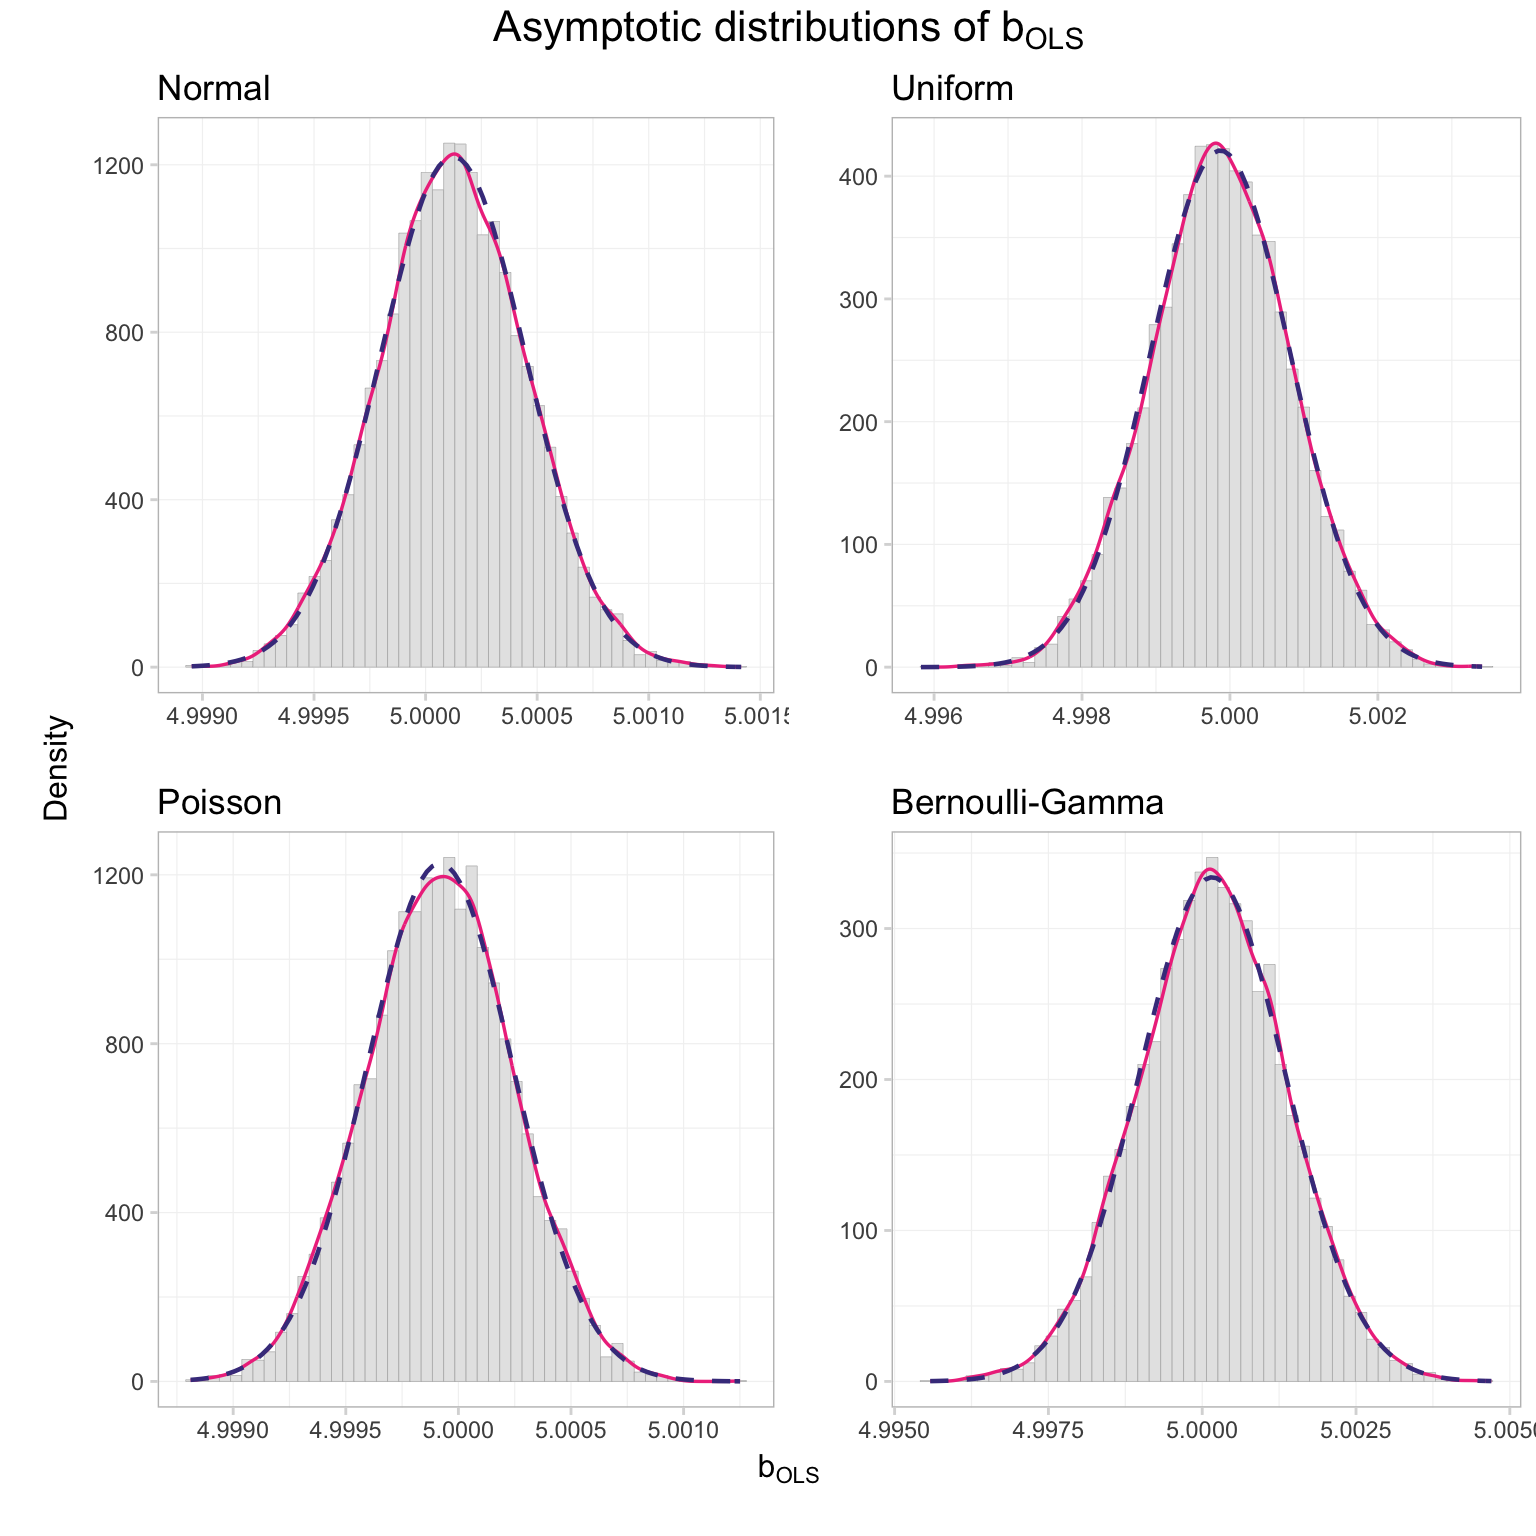 Asymptotic distributions of bOLS
Normal
Uniform
1200
800
400
0
4.9990 4.9995 5.0000 5.0005 5.0010 5.0015
400
300
200
100
0
4.996 4.998 5.000 5.002
Density
Poisson
Bernoulli-Gamma
1200
800
400
0
4.9990 4.9995 5.0000 5.0005 5.0010
300
200
100
0
4.9950 4.9975 5.0000 5.0025 5.0050
bOLS